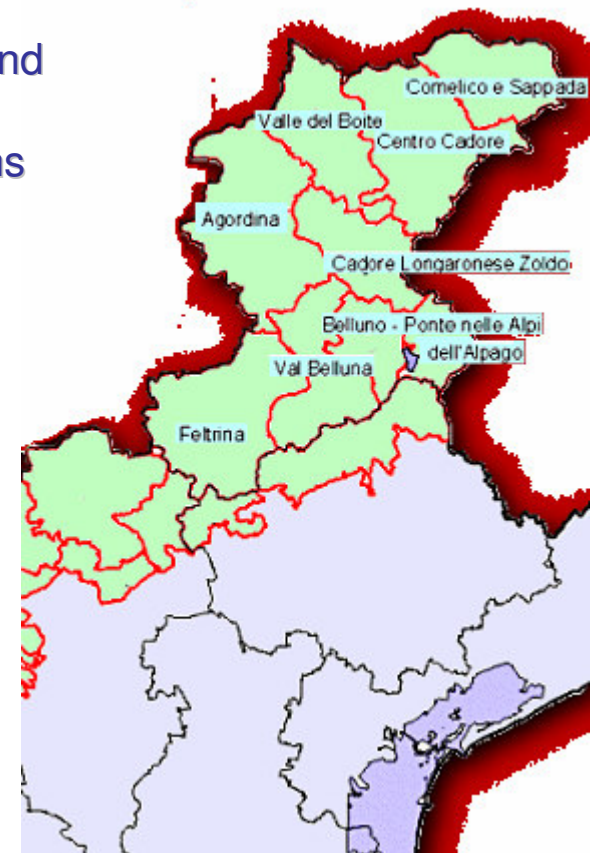 nd
ns
Comelico e Sappada
Valle del Boite
Centro Cadore
Agordina
Cadore Longaronese Zoldo
Belluno - Ponte nelle Alpi
dell'Alpago
Val Belluna
Feltrina